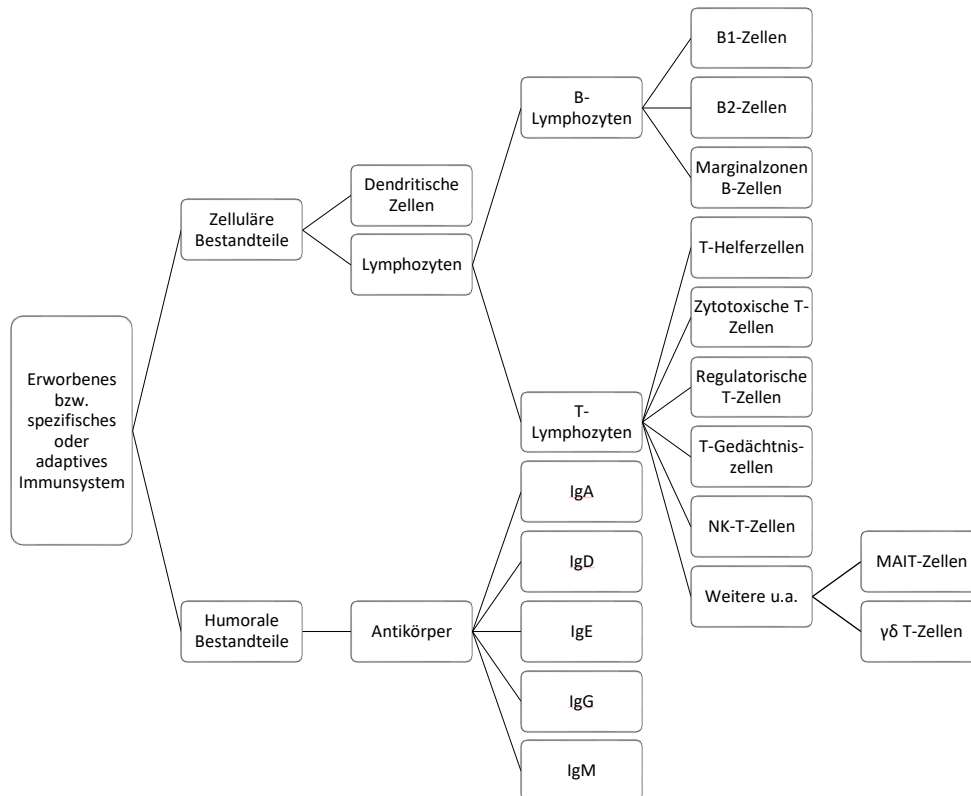 Erworbenes
bzw.
spezifisches
oder
adaptives
Immunsystem
Zelluläre
Bestandteile
Dendritische
Zellen
Lymphozyten
B-
Lymphozyten
B1-Zellen
B2-Zellen
Marginalzonen
B-Zellen
T-
Lymphozyten
T-Helferzellen
Zytotoxische T-
Zellen
Regulatorische
T-Zellen
T-Gedächtnis-
zellen
NK-T-Zellen
Weitere u.a.
MAIT-Zellen
γδ T-Zellen
Humorale
Bestandteile
Antikörper
IgA
IgD
IgE
IgG
IgM